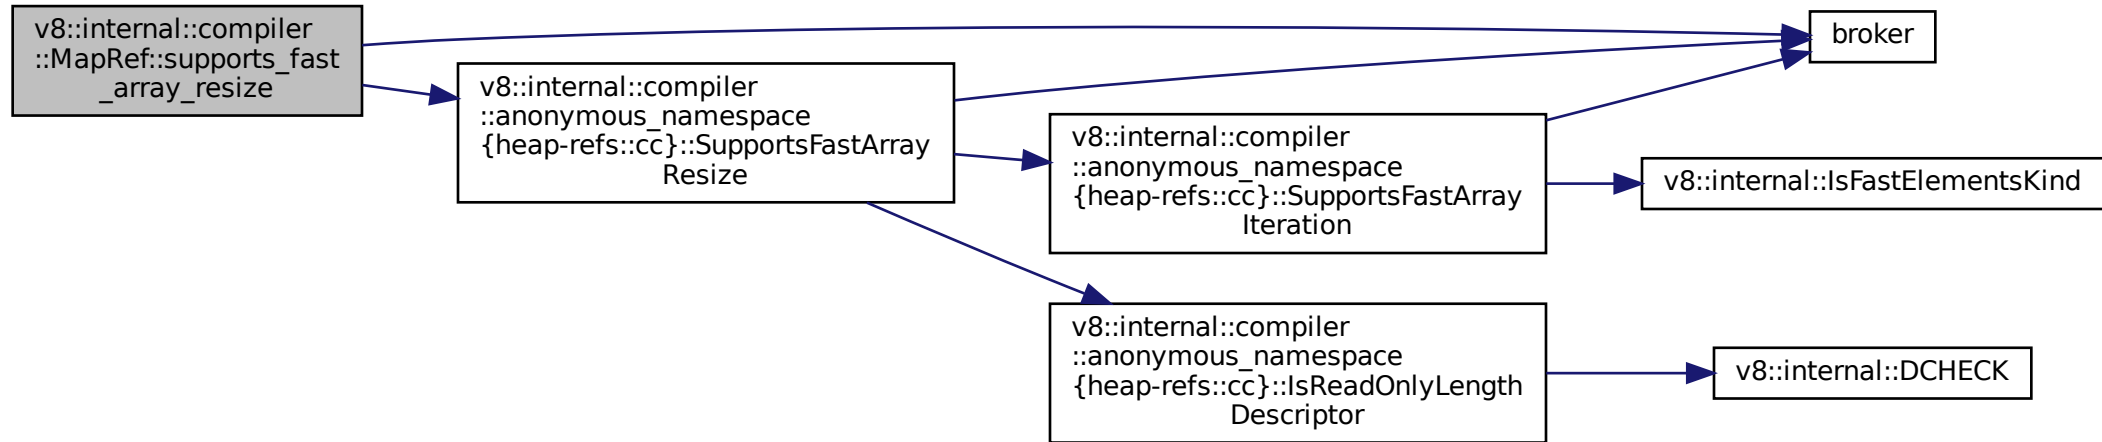 v8::internal::compiler
::MapRef::supports_fast
_array_resize
v8::internal::compiler
::anonymous_namespace
{heap-refs::cc}::SupportsFastArray
Resize
v8::internal::compiler
::anonymous_namespace
{heap-refs::cc}::SupportsFastArray
Iteration
v8::internal::compiler
::anonymous_namespace
{heap-refs::cc}::IsReadOnlyLength
Descriptor
broker
v8::internal::IsFastElementsKind
v8::internal::DCHECK